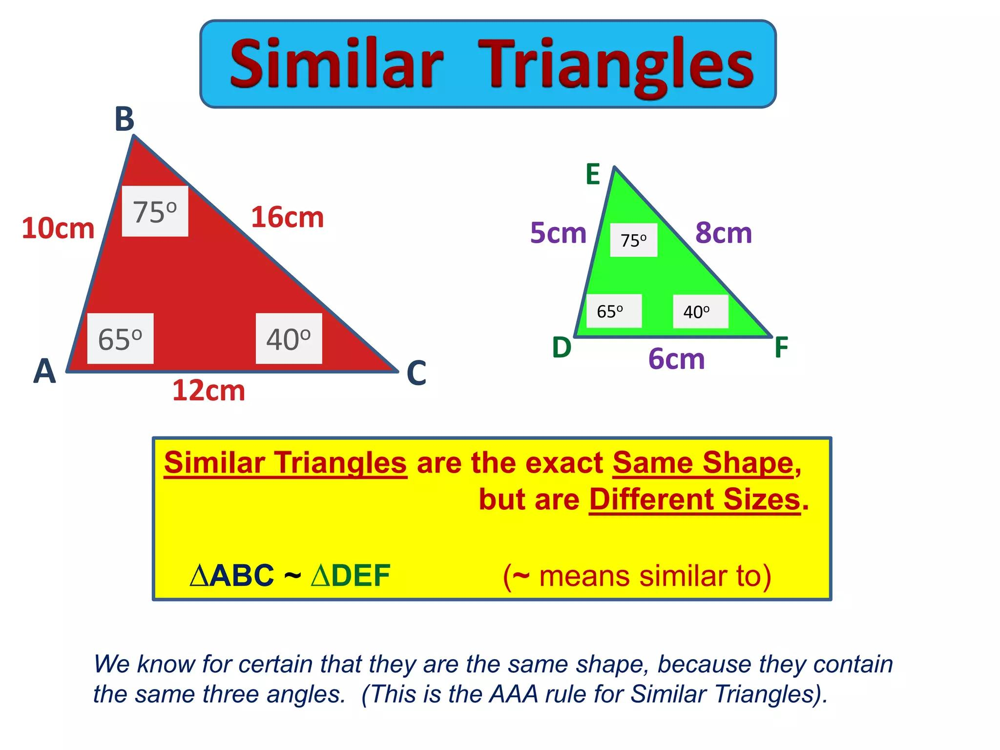 Similar Triangles
B
E
10cm
75º
16cm
5cm
75º
8cm
65º
40º
65º
40º
A
C
12cm
D
F
6cm
Similar Triangles are the exact Same Shape,
but are Different Sizes.
∆ABC ~ ∆DEF (~ means similar to)
We know for certain that they are the same shape, because they contain
the same three angles. (This is the AAA rule for Similar Triangles).